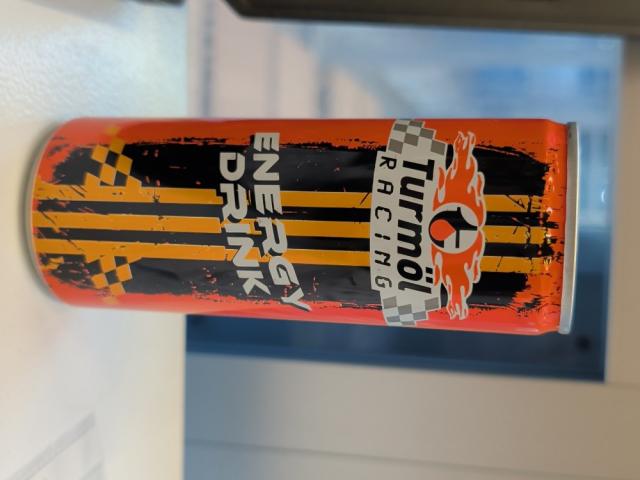 Turmöl
RACING
ENERGY
DRINK